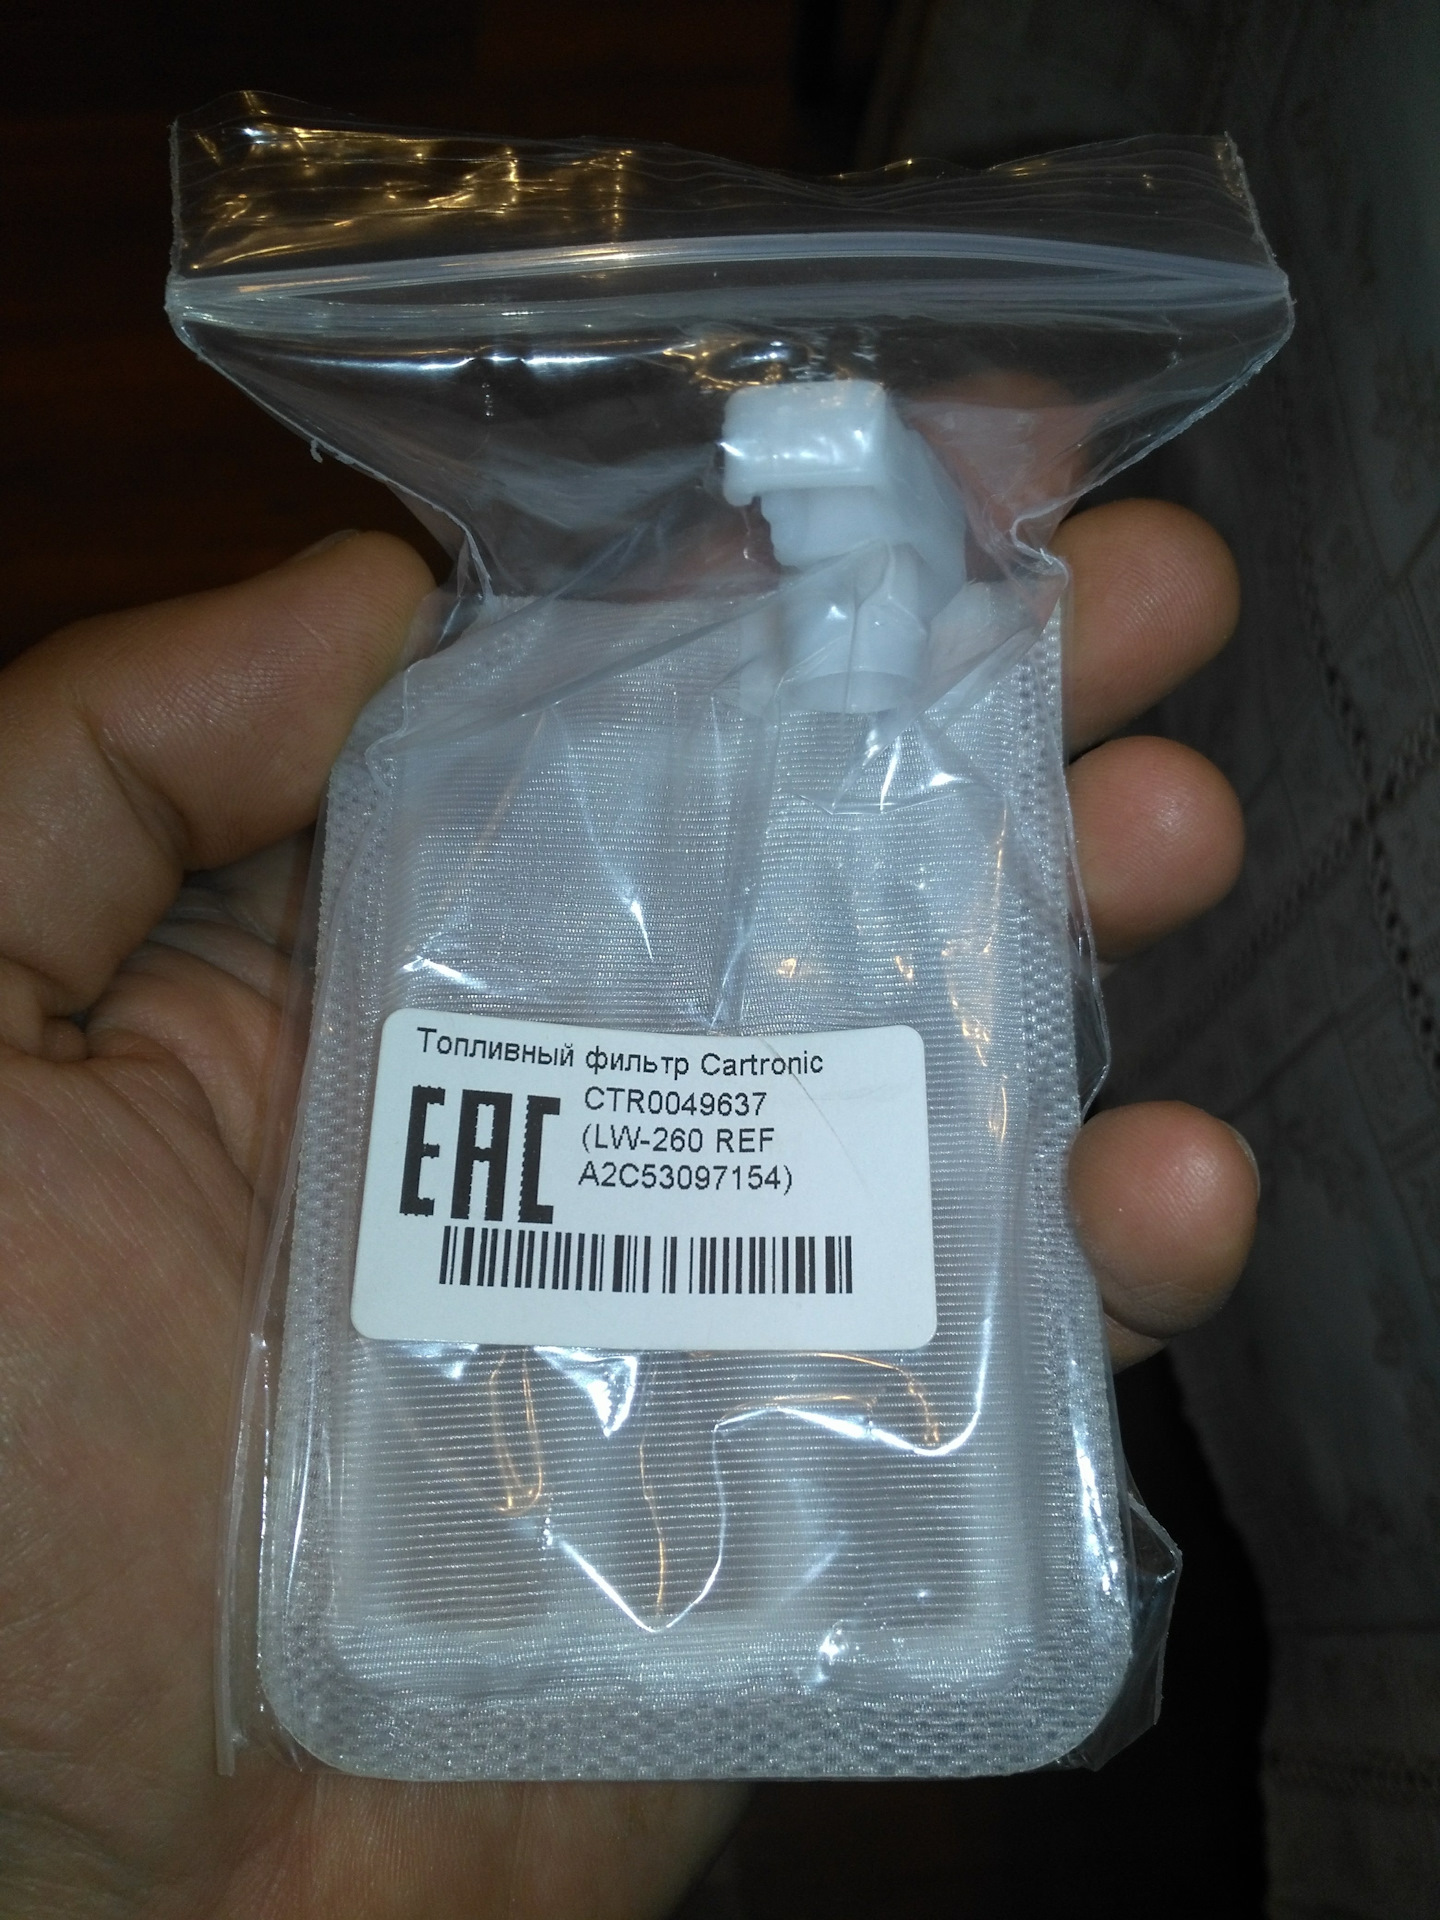 Топливный фильтр Cartronic
EAC
CTR0049637
(LW-260 REF
A2C53097154)